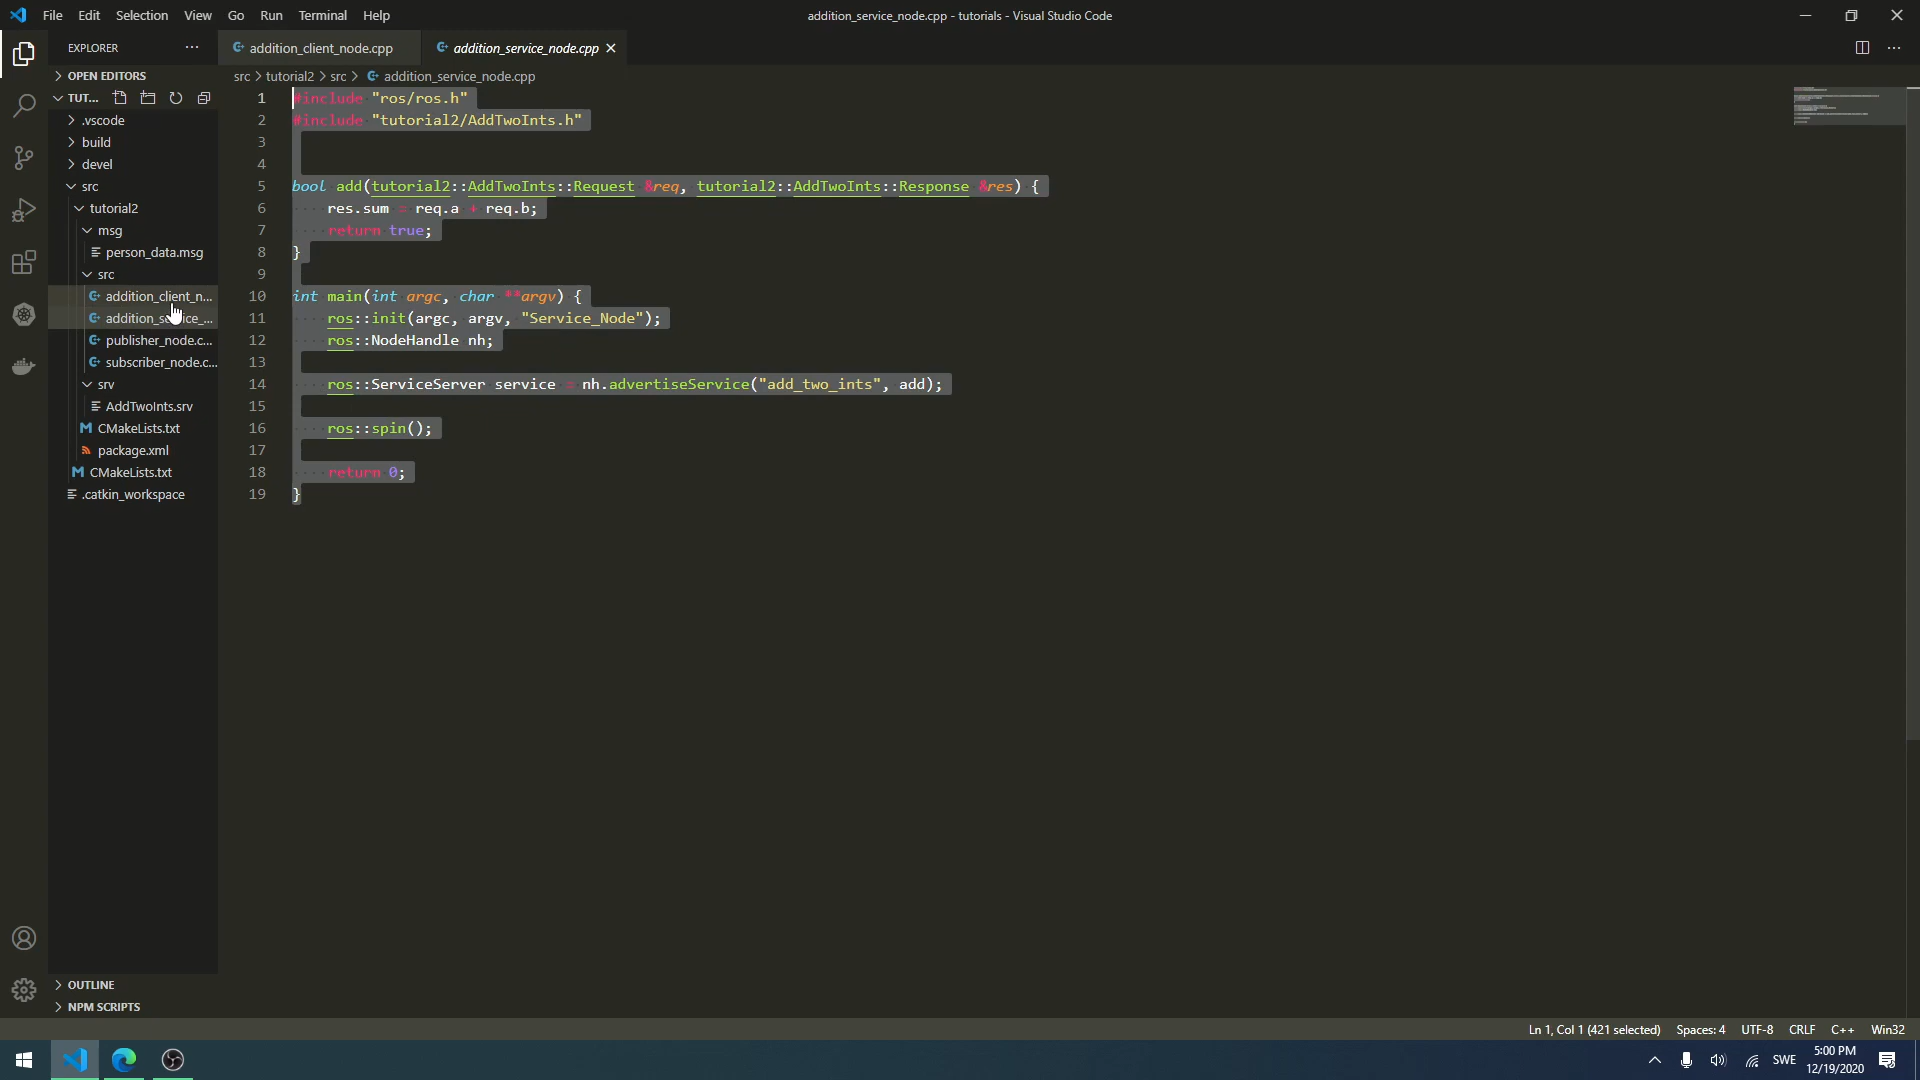 File Edit Selection View Go Run Terminal Help
addition_service_node.cpp - tutorials - Visual Studio Code
EXPLORER
addition_client_node.cpp
addition_service_node.cpp
OPEN EDITORS
src > tutorial2 > src > addition_service_node.cpp
TUT...
.vscode
build
devel
src
tutorial2
msg
person_data.msg
src
addition_client_n...
addition_service_...
publisher_node.c...
subscriber_node.c...
srv
AddTwoInts.srv
CMakeLists.txt
package.xml
CMakeLists.txt
.catkin_workspace
OUTLINE
NPM SCRIPTS
1 #include "ros/ros.h"
2 #include "tutorial2/AddTwoInts.h"
3
4
5 bool add(tutorial2::AddTwoInts::Request &req, tutorial2::AddTwoInts::Response &res) {
6 res.sum = req.a + req.b;
7 return true;
8 }
9
10 int main(int argc, char **argv) {
11 ros::init(argc, argv, "Service_Node");
12 ros::NodeHandle nh;
13
14 ros::ServiceServer service = nh.advertiseService("add_two_ints", add);
15
16 ros::spin();
17
18 return 0;
19 }
Ln 1, Col 1 (421 selected) Spaces: 4 UTF-8 CRLF C++ Win32
SWE
5:00 PM
12/19/2020